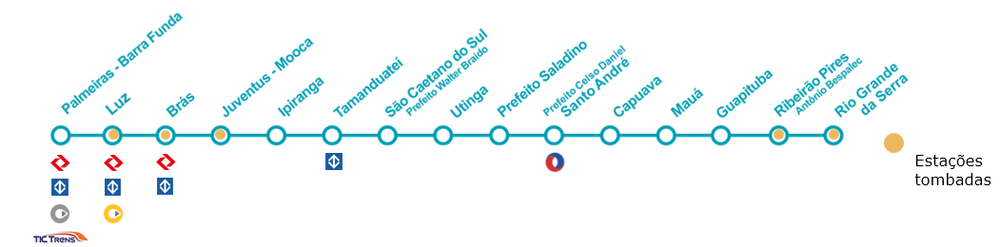 Palmeiras - Barra Funda
Luz
Brás
Juventus - Mooca
Ipiranga
Tamanduateí
São Caetano do Sul
Prefeito Walter Braido
Utinga
Prefeito Saladino
Prefeito Celso Daniel
Santo André
Capuava
Mauá
Guapituba
Ribeirão Pires
Antônio Bespalec
Rio Grande
da Serra
Estações
tombadas
TIC TRENS